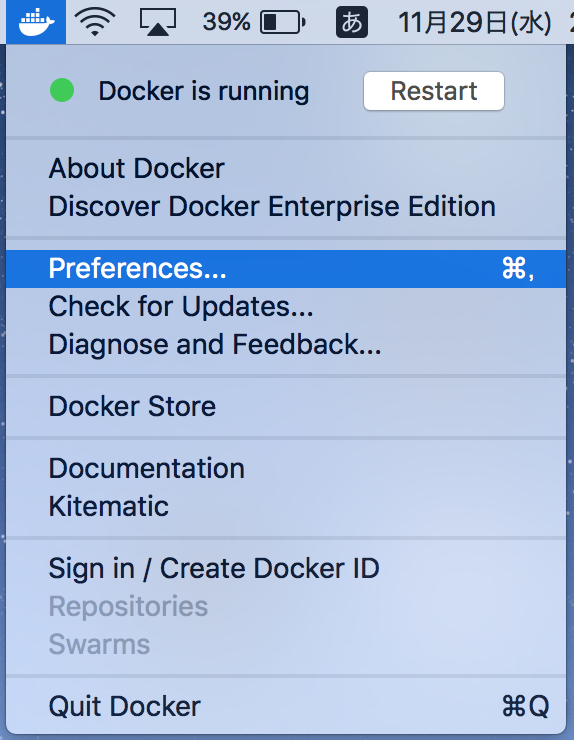 39% あ 11月29日(水)
Docker is running Restart
About Docker
Discover Docker Enterprise Edition
Preferences... ⌘,
Check for Updates...
Diagnose and Feedback...
Docker Store
Documentation
Kitematic
Sign in / Create Docker ID
Repositories
Swarms
Quit Docker ⌘Q